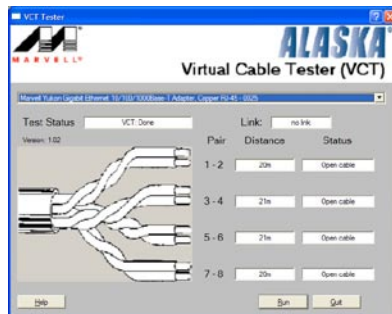 VCT Tester
MARVELL
ALASKA
Virtual Cable Tester (VCT)
Marvell Yukon Gigabit Ethernet 10/100/1000Base-T Adapter, Copper RJ-45 - 0025
Test Status VCT: Done Link: no link
Version: 1.02
Pair Distance Status
1 - 2 20m Open cable
3 - 4 21m Open cable
5 - 6 21m Open cable
7 - 8 20m Open cable
Help Run Quit